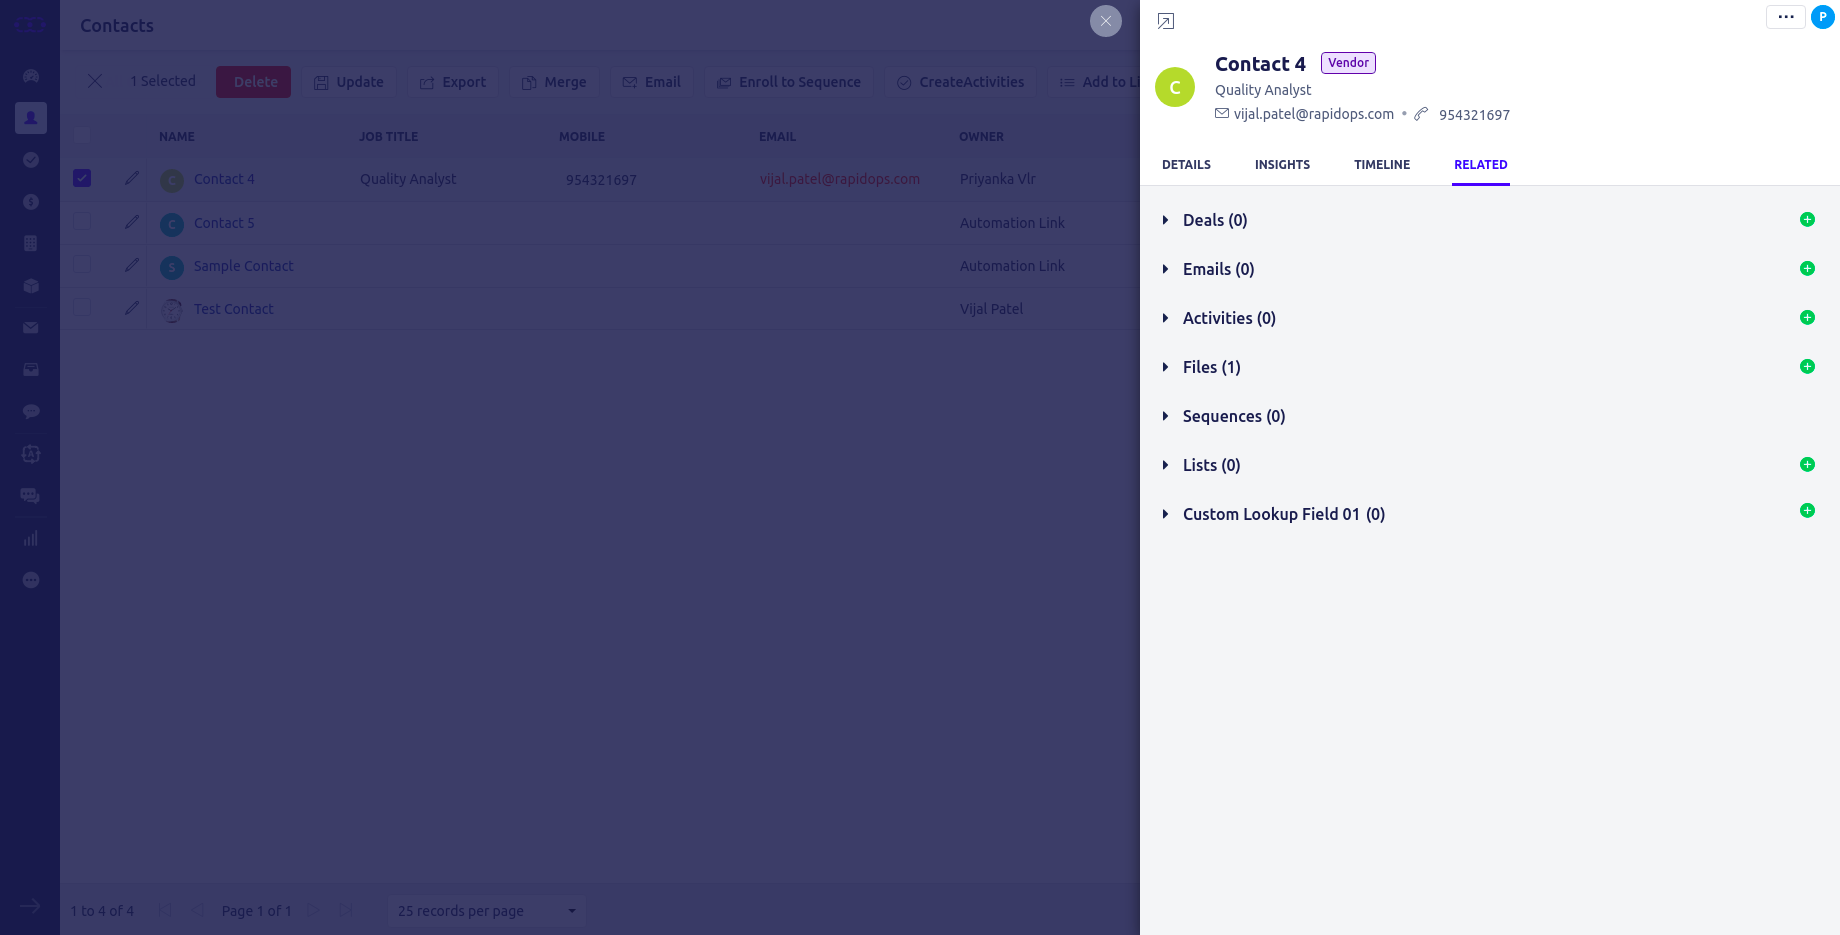 Contacts
1 Selected
Delete
Update
Export
Merge
Email
Enroll to Sequence
CreateActivities
Add to Li
NAME JOB TITLE MOBILE EMAIL OWNER
C Contact 4 Quality Analyst 954321697 vijal.patel@rapidops.com Priyanka Vlr
C Contact 5 Automation Link
S Sample Contact Automation Link
Test Contact Vijal Patel
1 to 4 of 4 Page 1 of 1 25 records per page
P
C
Contact 4 Vendor
Quality Analyst
vijal.patel@rapidops.com • 954321697
DETAILS INSIGHTS TIMELINE RELATED
Deals (0)
Emails (0)
Activities (0)
Files (1)
Sequences (0)
Lists (0)
Custom Lookup Field 01 (0)